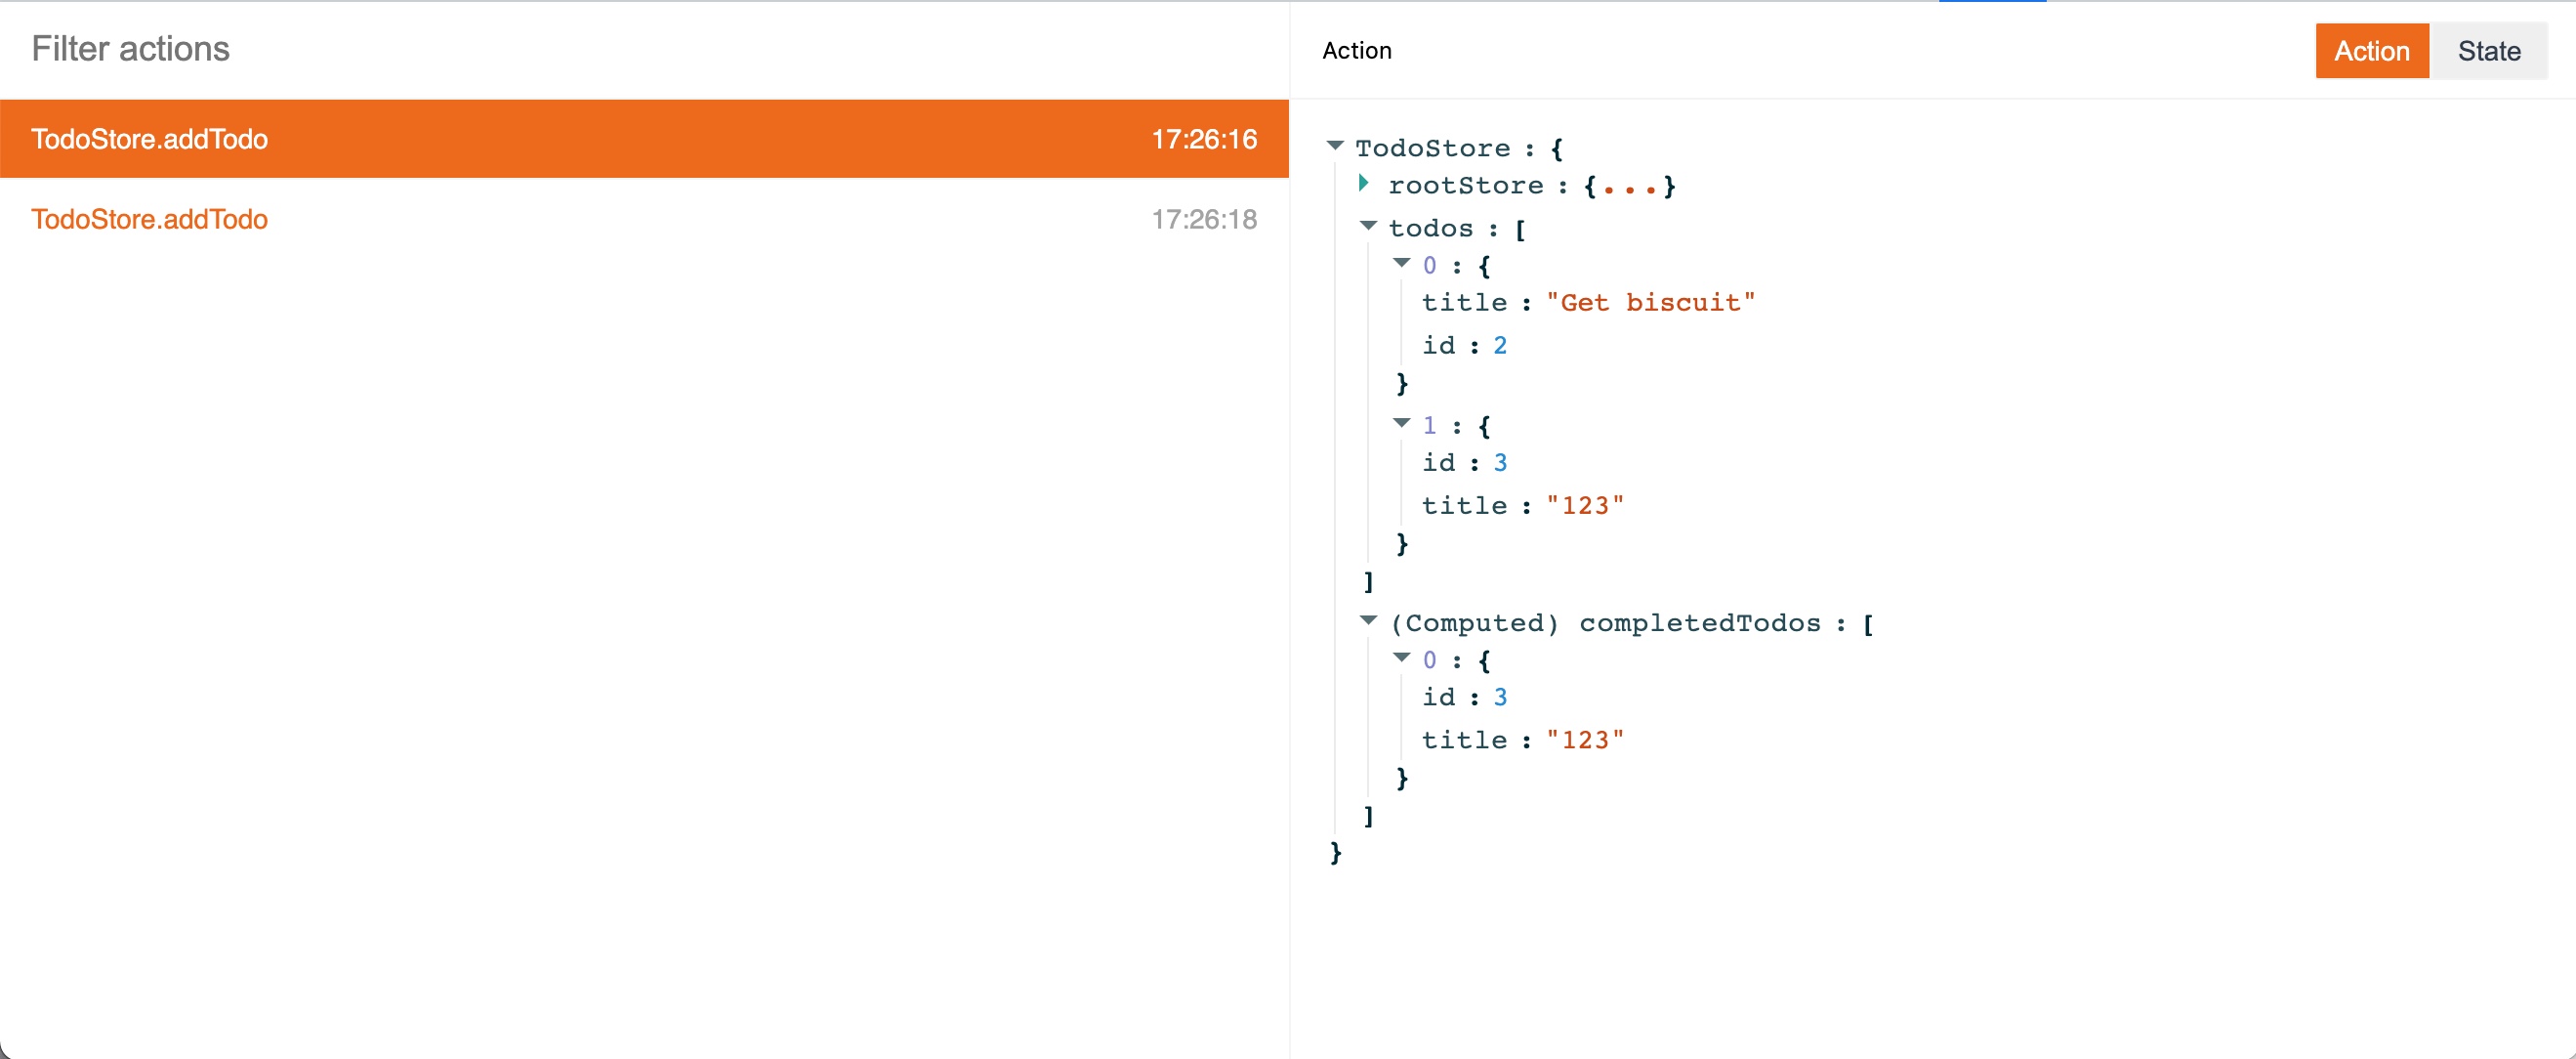 Filter actions
TodoStore.addTodo 17:26:16
TodoStore.addTodo 17:26:18
Action
Action State
TodoStore : {
rootStore : {...}
todos : [
0 : {
title : "Get biscuit"
id : 2
}
1 : {
id : 3
title : "123"
}
]
(Computed) completedTodos : [
0 : {
id : 3
title : "123"
}
]
}